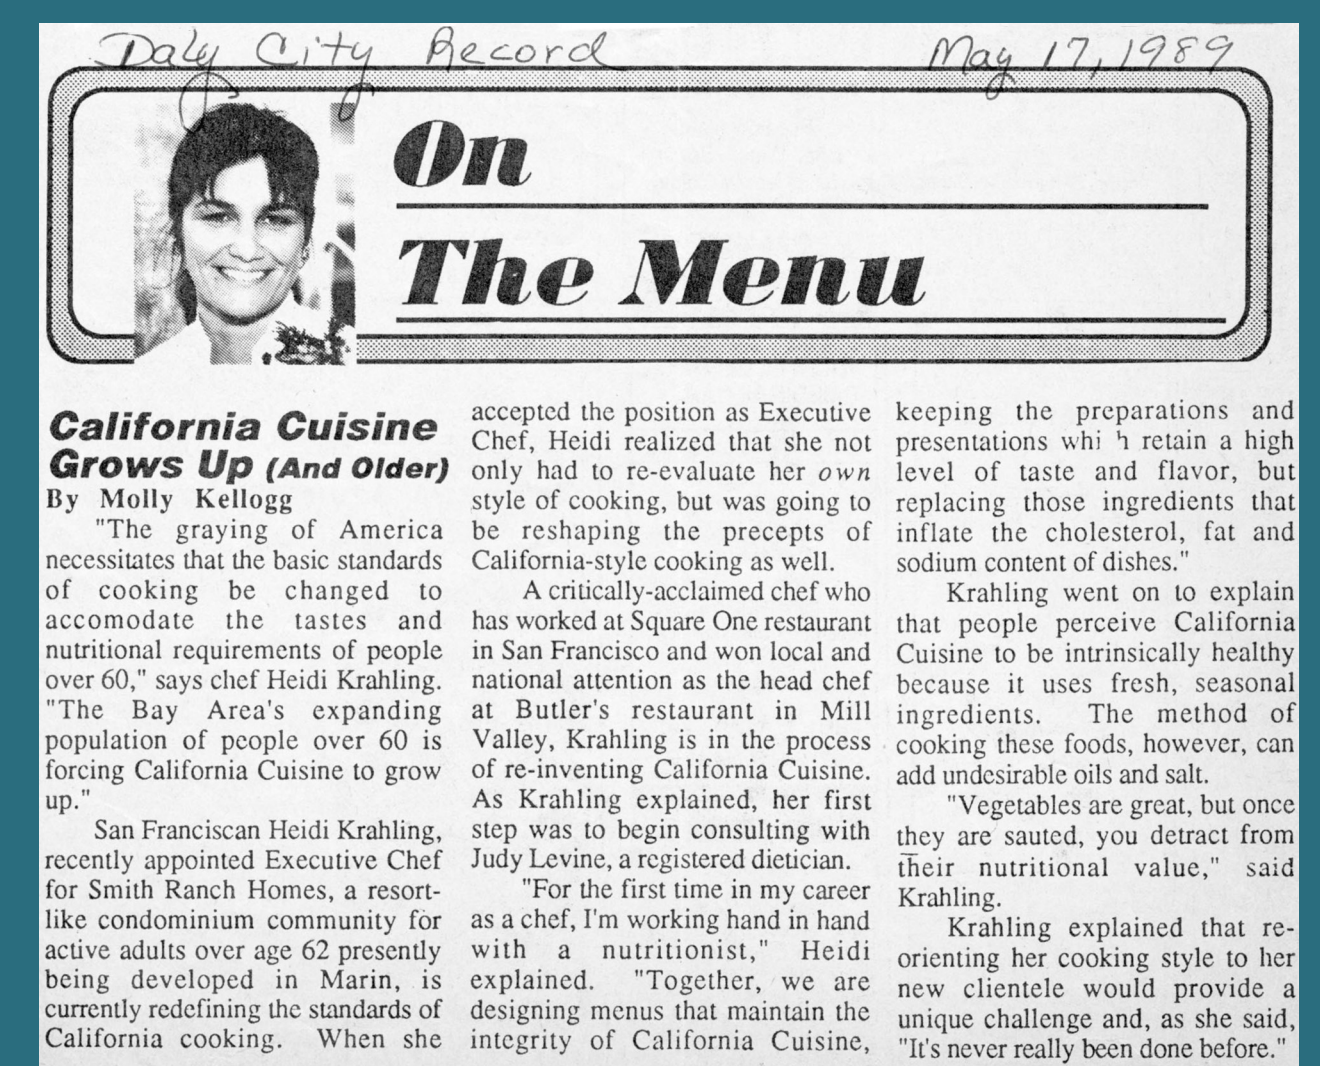 Daly City Record May 17, 1989
On
The Menu
California Cuisine
Grows Up (And Older)
By Molly Kellogg
"The graying of America
necessitates that the basic standards
of cooking be changed to
accomodate the tastes and
nutritional requirements of people
over 60," says chef Heidi Krahling.
"The Bay Area's expanding
population of people over 60 is
forcing California Cuisine to grow
up."
San Franciscan Heidi Krahling,
recently appointed Executive Chef
for Smith Ranch Homes, a resort-
like condominium community for
active adults over age 62 presently
being developed in Marin, is
currently redefining the standards of
California cooking. When she
accepted the position as Executive
Chef, Heidi realized that she not
only had to re-evaluate her own
style of cooking, but was going to
be reshaping the precepts of
California-style cooking as well.
A critically-acclaimed chef who
has worked at Square One restaurant
in San Francisco and won local and
national attention as the head chef
at Butler's restaurant in Mill
Valley, Krahling is in the process
of re-inventing California Cuisine.
As Krahling explained, her first
step was to begin consulting with
Judy Levine, a registered dietician.
"For the first time in my career
as a chef, I'm working hand in hand
with a nutritionist," Heidi
explained. "Together, we are
designing menus that maintain the
integrity of California Cuisine,
keeping the preparations and
presentations whi h retain a high
level of taste and flavor, but
replacing those ingredients that
inflate the cholesterol, fat and
sodium content of dishes."
Krahling went on to explain
that people perceive California
Cuisine to be intrinsically healthy
because it uses fresh, seasonal
ingredients. The method of
cooking these foods, however, can
add undesirable oils and salt.
"Vegetables are great, but once
they are sauted, you detract from
their nutritional value," said
Krahling.
Krahling explained that re-
orienting her cooking style to her
new clientele would provide a
unique challenge and, as she said,
"It's never really been done before."